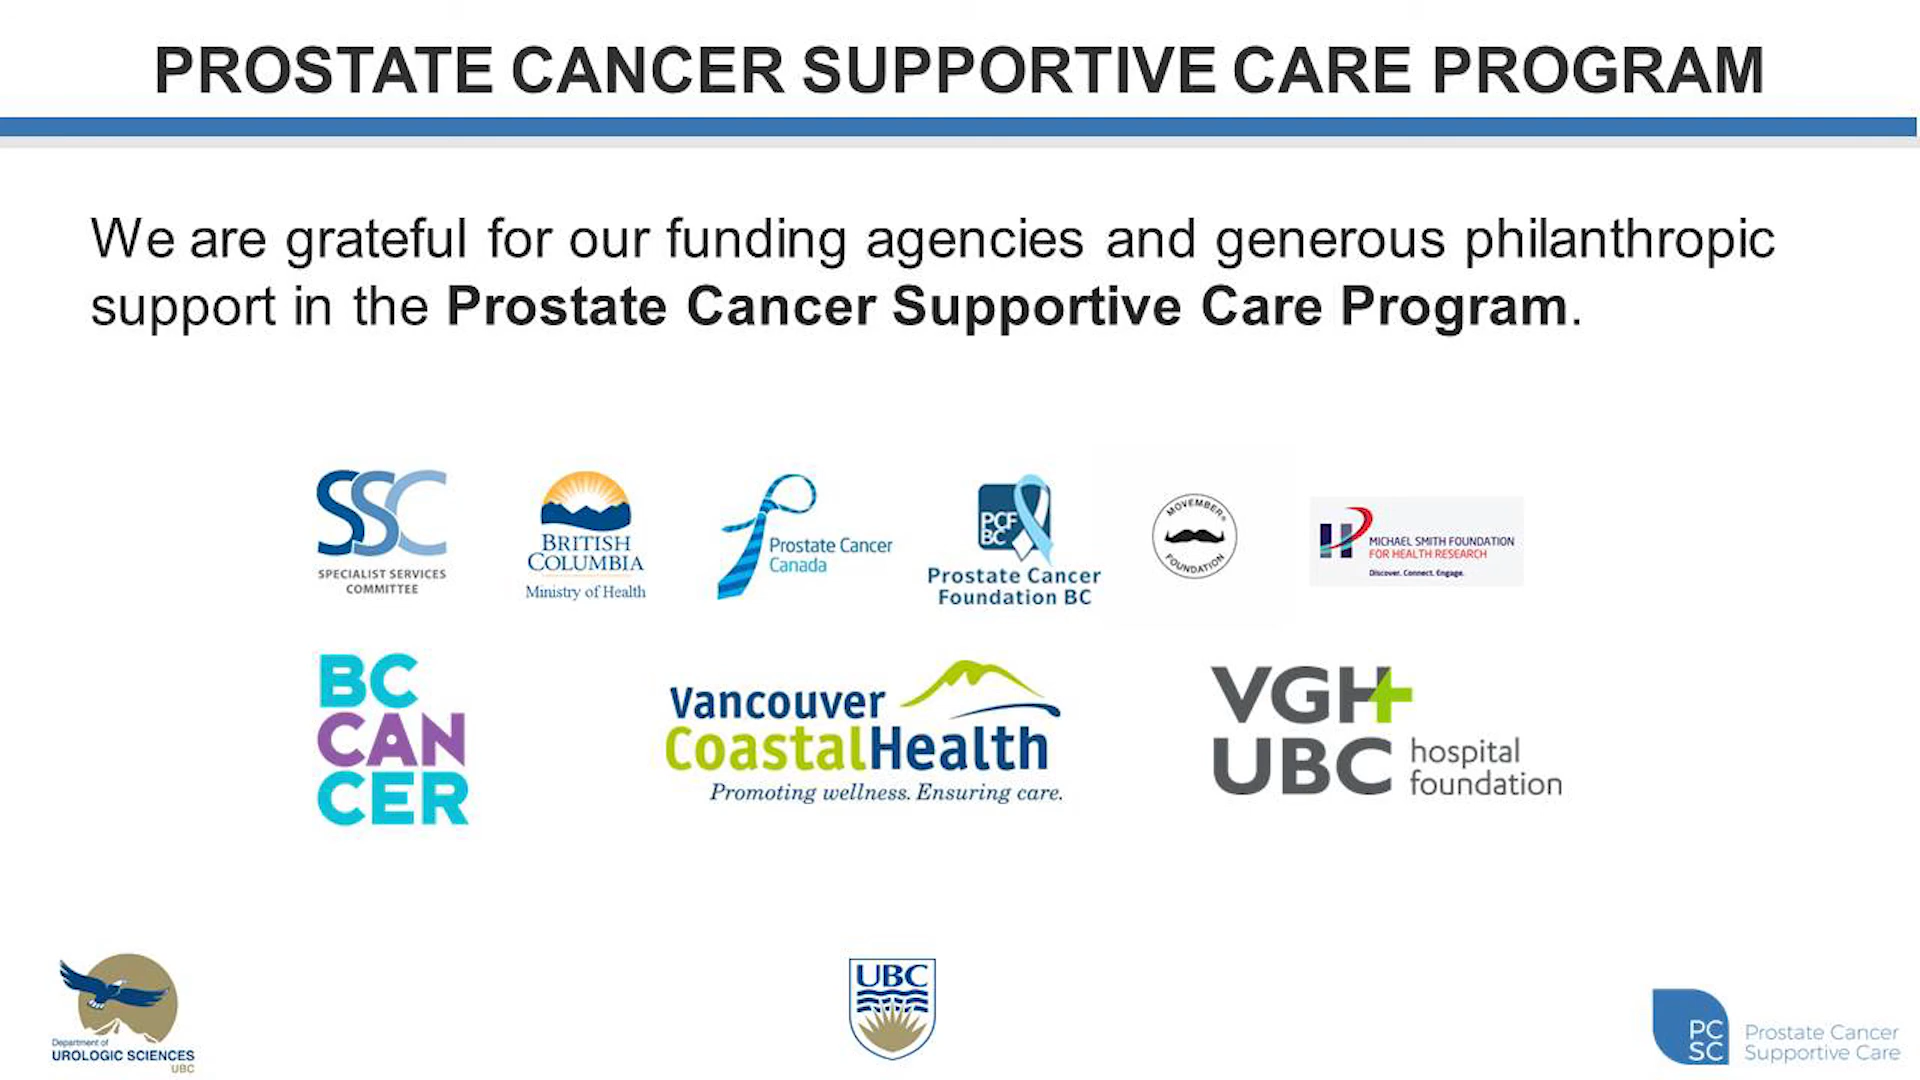 PROSTATE CANCER SUPPORTIVE CARE PROGRAM
We are grateful for our funding agencies and generous philanthropic
support in the Prostate Cancer Supportive Care Program.
SSC
SPECIALIST SERVICES
COMMITTEE
BRITISH
COLUMBIA
Ministry of Health
Prostate Cancer
Canada
PCF
BC
Prostate Cancer
Foundation BC
MOVEMBER®
FOUNDATION
MICHAEL SMITH FOUNDATION
FOR HEALTH RESEARCH
Discover. Connect. Engage.
BC
CAN
CER
Vancouver
CoastalHealth
Promoting wellness. Ensuring care.
VGH+
UBC hospital
foundation
Department of
UROLOGIC SCIENCES
UBC
UBC
PC
SC
Prostate Cancer
Supportive Care